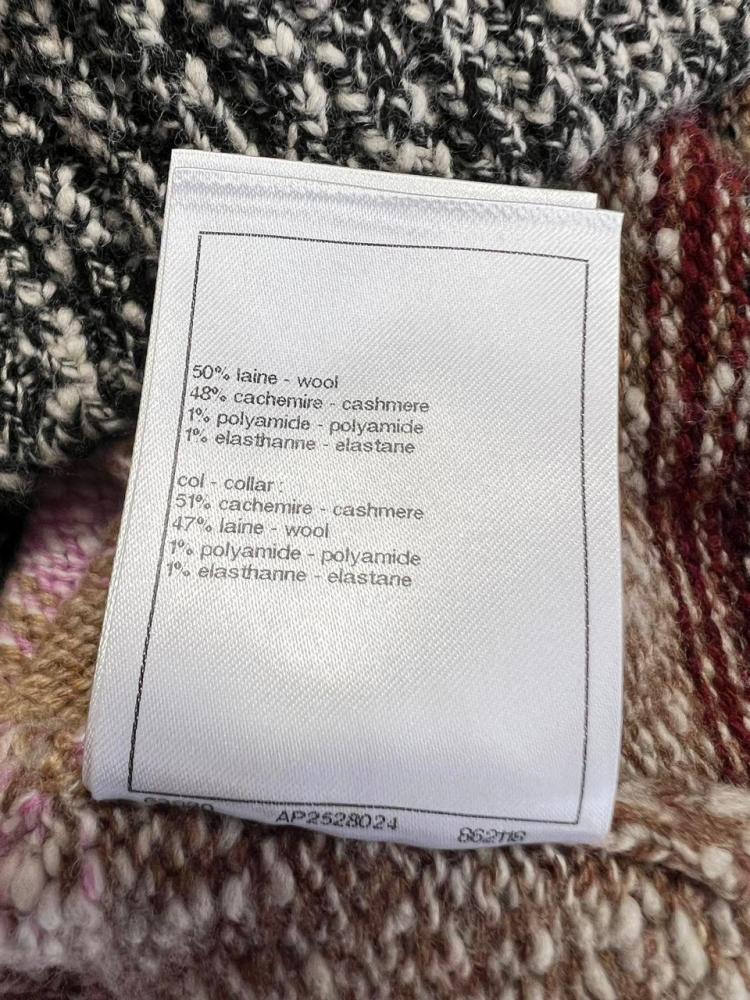 50% laine - wool
48% cachemire - cashmere
1% polyamide - polyamide
1% elasthanne - elastane
col - collar :
51% cachemire - cashmere
47% laine - wool
1% polyamide - polyamide
1% elasthanne - elastane
AP2528024